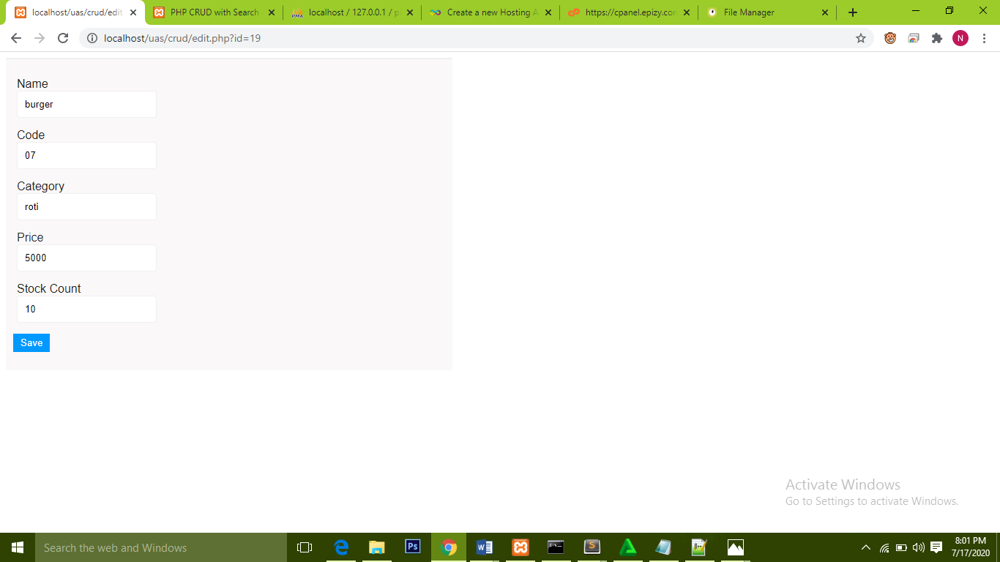 localhost/uas/crud/edit
PHP CRUD with Search
localhost / 127.0.0.1 / p
Create a new Hosting A
https://cpanel.epizy.con
File Manager
localhost/uas/crud/edit.php?id=19
N
Name
burger
Code
07
Category
roti
Price
5000
Stock Count
10
Save
Activate Windows
Go to Settings to activate Windows.
Search the web and Windows
Ps
8:01 PM
7/17/2020